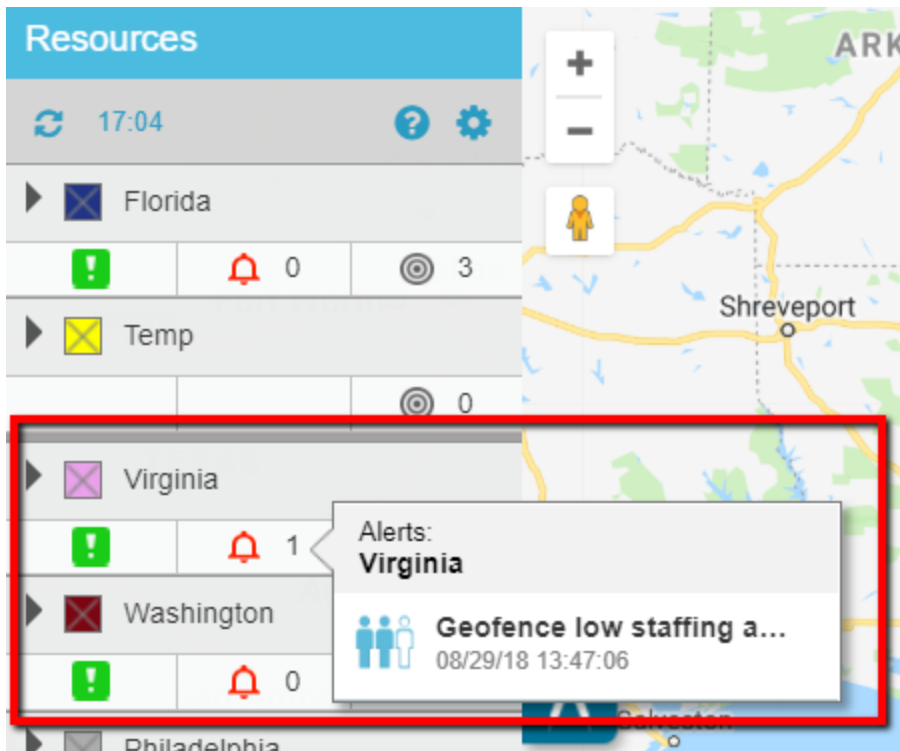 Resources
ARK
17:04
Florida
0
3
Shreveport
Temp
0
Virginia
1
Alerts:
Virginia
Washington
Geofence low staffing a...
08/29/18 13:47:06
0
Galveston
Philadelphia